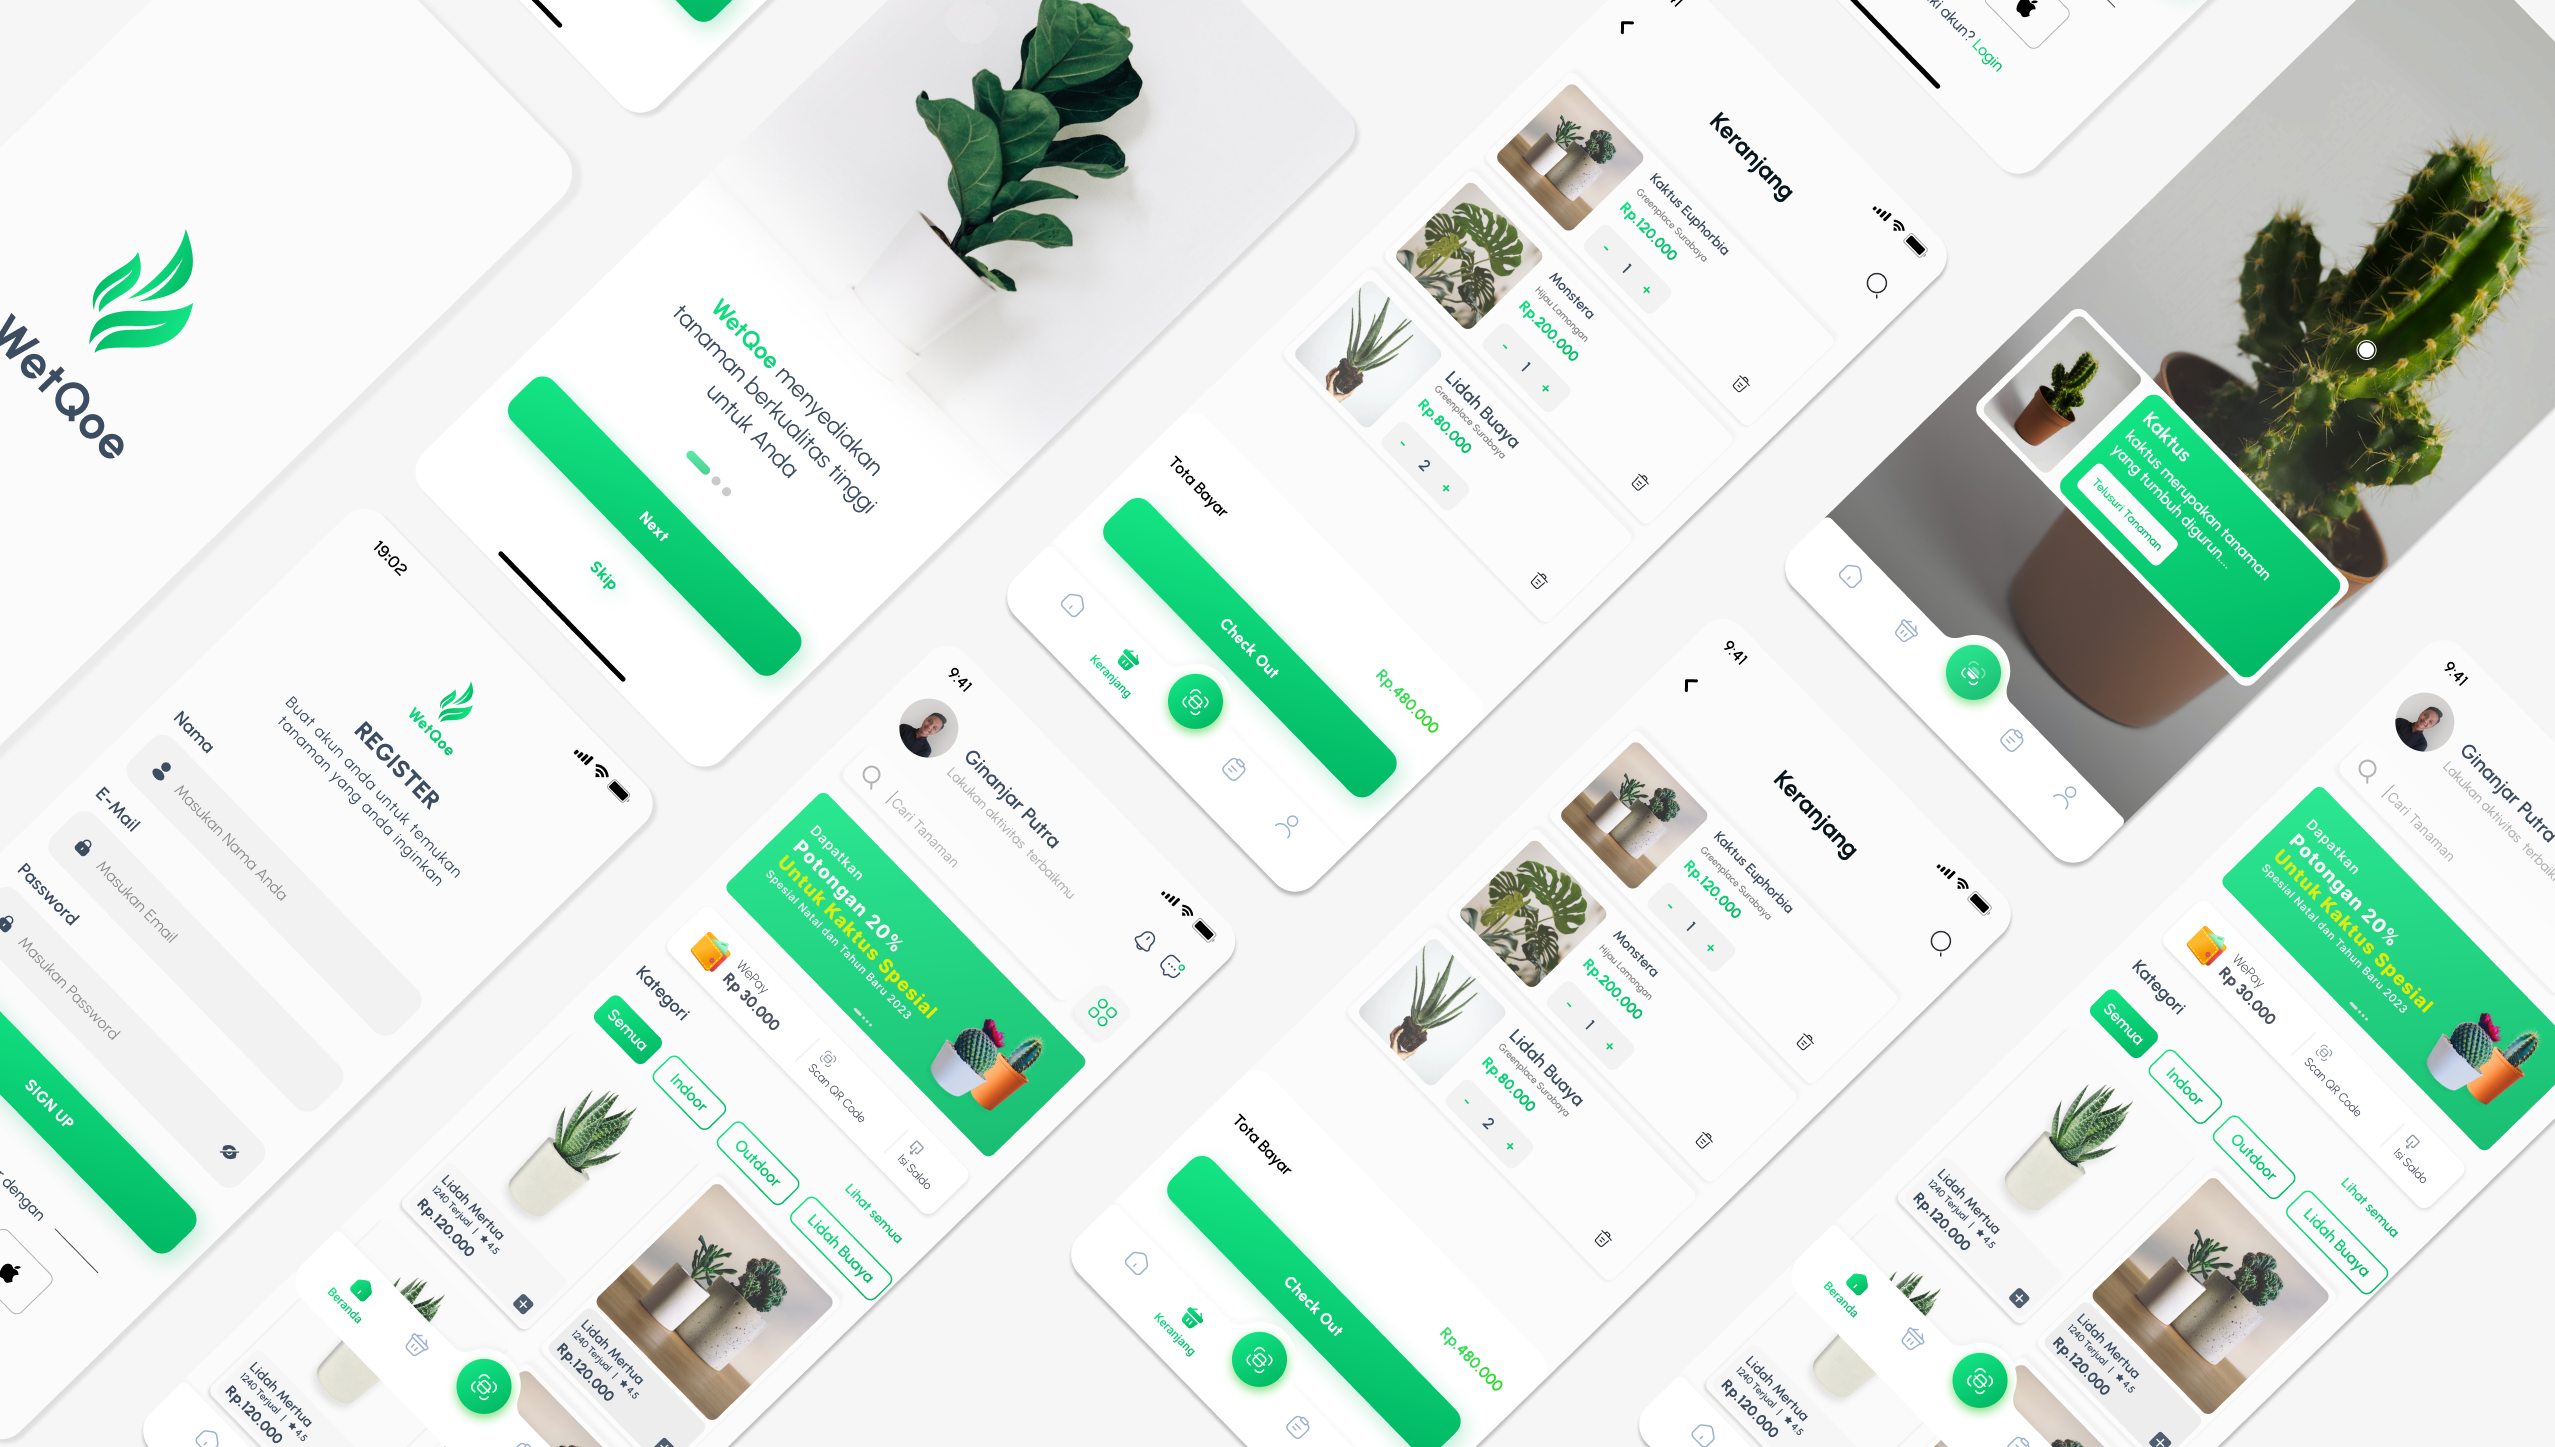 WetQoe
WetQoe menyediakan
tanaman berkualitas tinggi
untuk Anda
Next
Skip
19:02
WetQoe
REGISTER
Buat akun anda untuk temukan
tanaman yang anda inginkan
Nama
Masukan Nama Anda
E-Mail
Masukan Email
Password
Masukan Password
SIGN UP
dengan
Keranjang
Kaktus Euphorbia
Greenplace Surabaya
Rp.120.000
- 1 +
Monstera
Hijau Lamongan
Rp.200.000
- 1 +
Lidah Buaya
Greenplace Surabaya
Rp.80.000
- 2 +
Tota Bayar
Rp.480.000
Check Out
Keranjang
akun? Login
Kaktus
kaktus merupakan tanaman
yang tumbuh digurun....
Telusuri Tanaman
9:41
Ginanjar Putra
Lakukan aktivitas terbaikmu
Cari Tanaman
Dapatkan
Potongan 20%
Untuk Kaktus Spesial
Spesial Natal dan Tahun Baru 2023
WePay
Rp 30.000
Scan QR Code
Isi Saldo
Kategori
Lihat semua
Semua
Indoor
Outdoor
Lidah Buaya
Lidah Mertua
1240 Terjual | ★ 4.5
Rp.120.000
Lidah Mertua
1240 Terjual | ★ 4.5
Rp.120.000
Lidah Mertua
1240 Terjual | ★ 4.5
Rp.120.000
Beranda
9:41
Keranjang
Kaktus Euphorbia
Greenplace Surabaya
Rp.120.000
- 1 +
Monstera
Hijau Lamongan
Rp.200.000
- 1 +
Lidah Buaya
Greenplace Surabaya
Rp.80.000
- 2 +
Tota Bayar
Rp.480.000
Check Out
Keranjang
9:41
Ginanjar Putra
Lakukan aktivitas
Cari Tanaman
Dapatkan
Potongan 20%
Untuk Kaktus Spesial
Spesial Natal dan Tahun Baru 2023
WePay
Rp 30.000
Scan QR Code
Isi Saldo
Kategori
Lihat semua
Semua
Indoor
Outdoor
Lidah Buaya
Lidah Mertua
1240 Terjual | ★ 4.5
Rp.120.000
Lidah Mertua
1240 Terjual | ★ 4.5
Rp.120.000
Lidah Mertua
1240 Terjual | ★ 4.5
Rp.120.000
Beranda